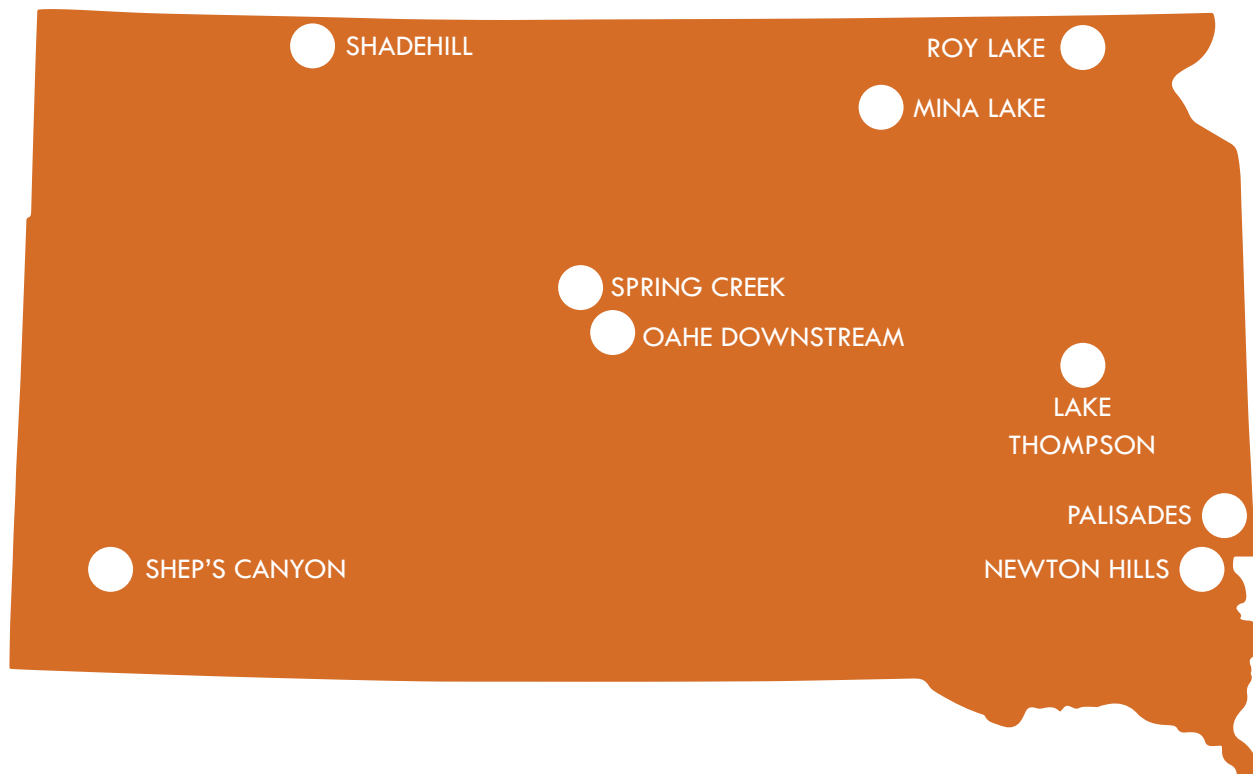 SHADEHILL
ROY LAKE
MINA LAKE
SPRING CREEK
OAHE DOWNSTREAM
LAKE
THOMPSON
PALISADES
SHEP’S CANYON
NEWTON HILLS